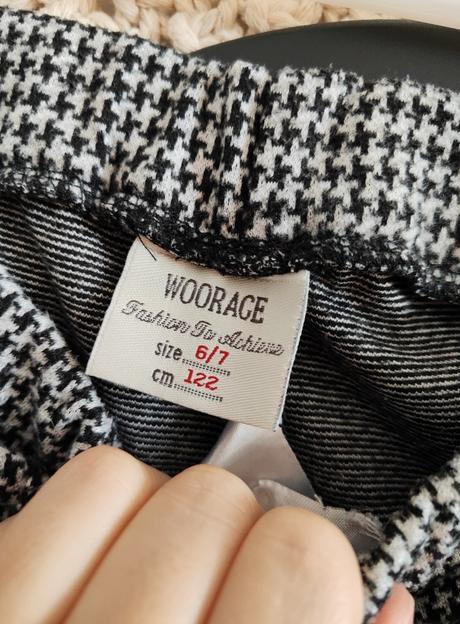 WOORAGE
Fashion To Achieve
size 6/7
cm 122